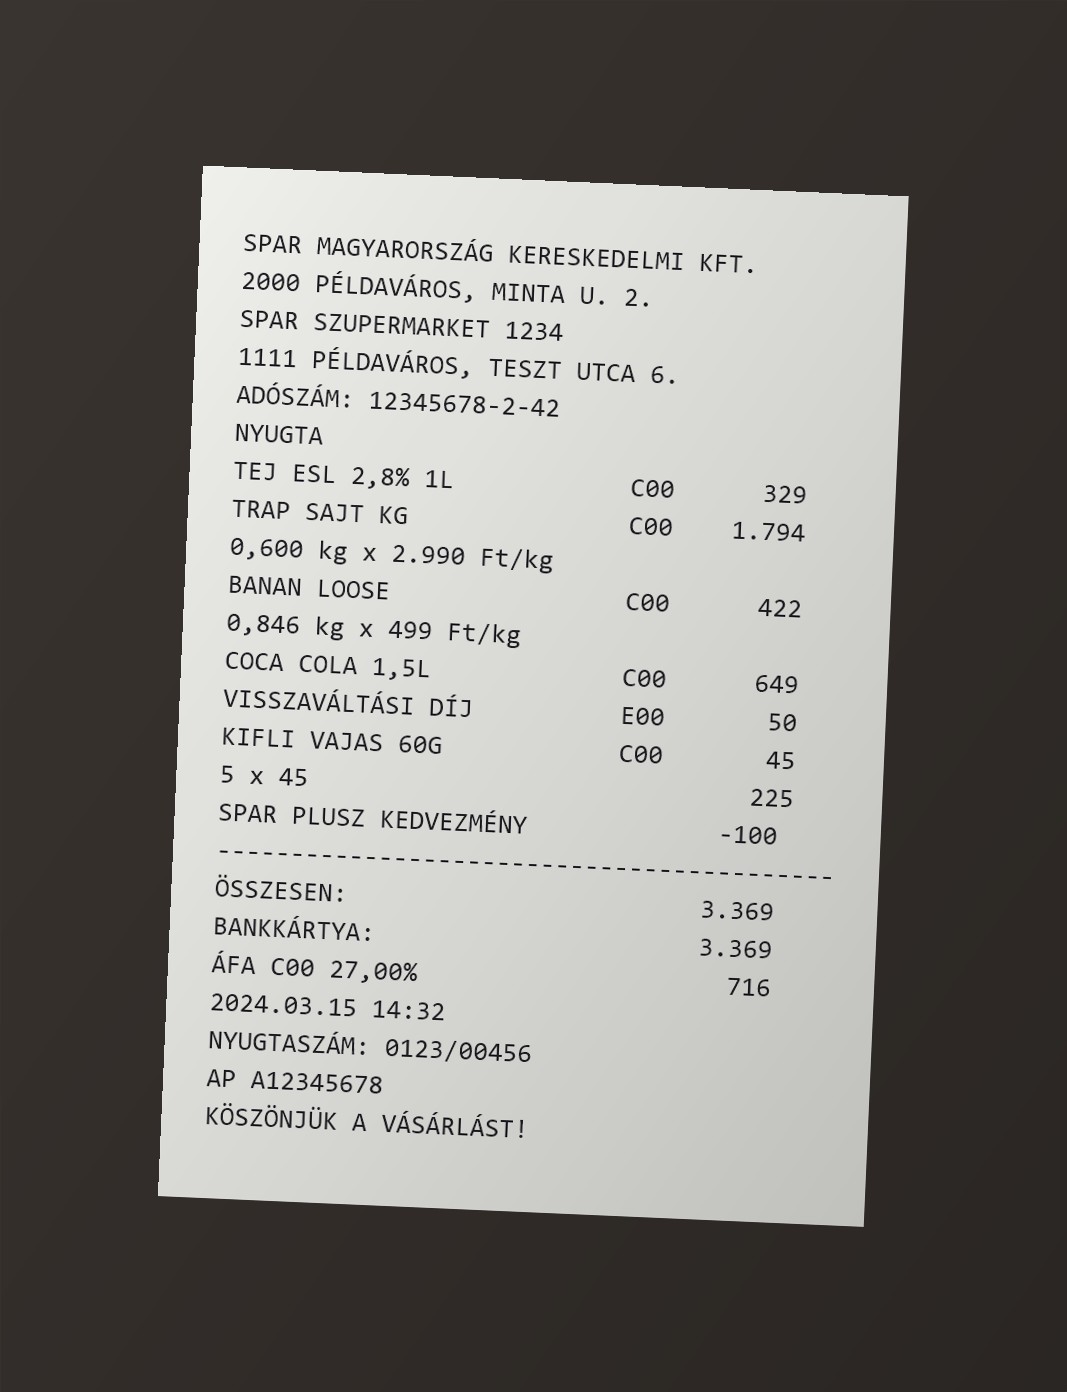 SPAR MAGYARORSZÁG KERESKEDELMI KFT.
2000 PÉLDAVÁROS, MINTA U. 2.
SPAR SZUPERMARKET 1234
1111 PÉLDAVÁROS, TESZT UTCA 6.
ADÓSZÁM: 12345678-2-42
NYUGTA
TEJ ESL 2,8% 1L C00 329
TRAP SAJT KG C00 1.794
0,600 kg x 2.990 Ft/kg
BANAN LOOSE C00 422
0,846 kg x 499 Ft/kg
COCA COLA 1,5L C00 649
VISSZAVÁLTÁSI DÍJ E00 50
KIFLI VAJAS 60G C00 45
5 x 45 225
SPAR PLUSZ KEDVEZMÉNY -100
------------------------------------------
ÖSSZESEN: 3.369
BANKKÁRTYA: 3.369
ÁFA C00 27,00% 716
2024.03.15 14:32
NYUGTASZÁM: 0123/00456
AP A12345678
KÖSZÖNJÜK A VÁSÁRLÁST!